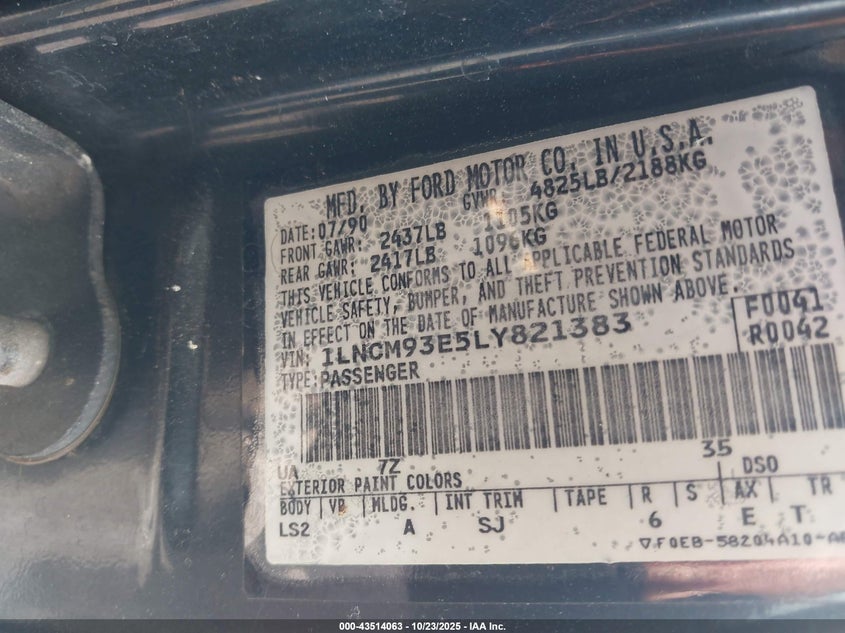 MFD. BY FORD MOTOR CO. IN U.S.A.
DATE: 07/90 GVWR 4825LB/2188KG
FRONT GAWR: 2437LB 1105KG
REAR GAWR: 2417LB 1096KG
THIS VEHICLE CONFORMS TO ALL APPLICABLE FEDERAL MOTOR
VEHICLE SAFETY, BUMPER, AND THEFT PREVENTION STANDARDS
IN EFFECT ON THE DATE OF MANUFACTURE SHOWN ABOVE.
VIN: 1LNCM93E5LY821383 F0041
TYPE: PASSENGER R0042
UA 7Z 35
EXTERIOR PAINT COLORS DSO
BODY VR MLDG. INT TRIM TAPE R S AX TR
LS2 A SJ 6 E T
▽F0EB-58204A10-
000-43514063 - 10/23/2025 - IAA Inc.